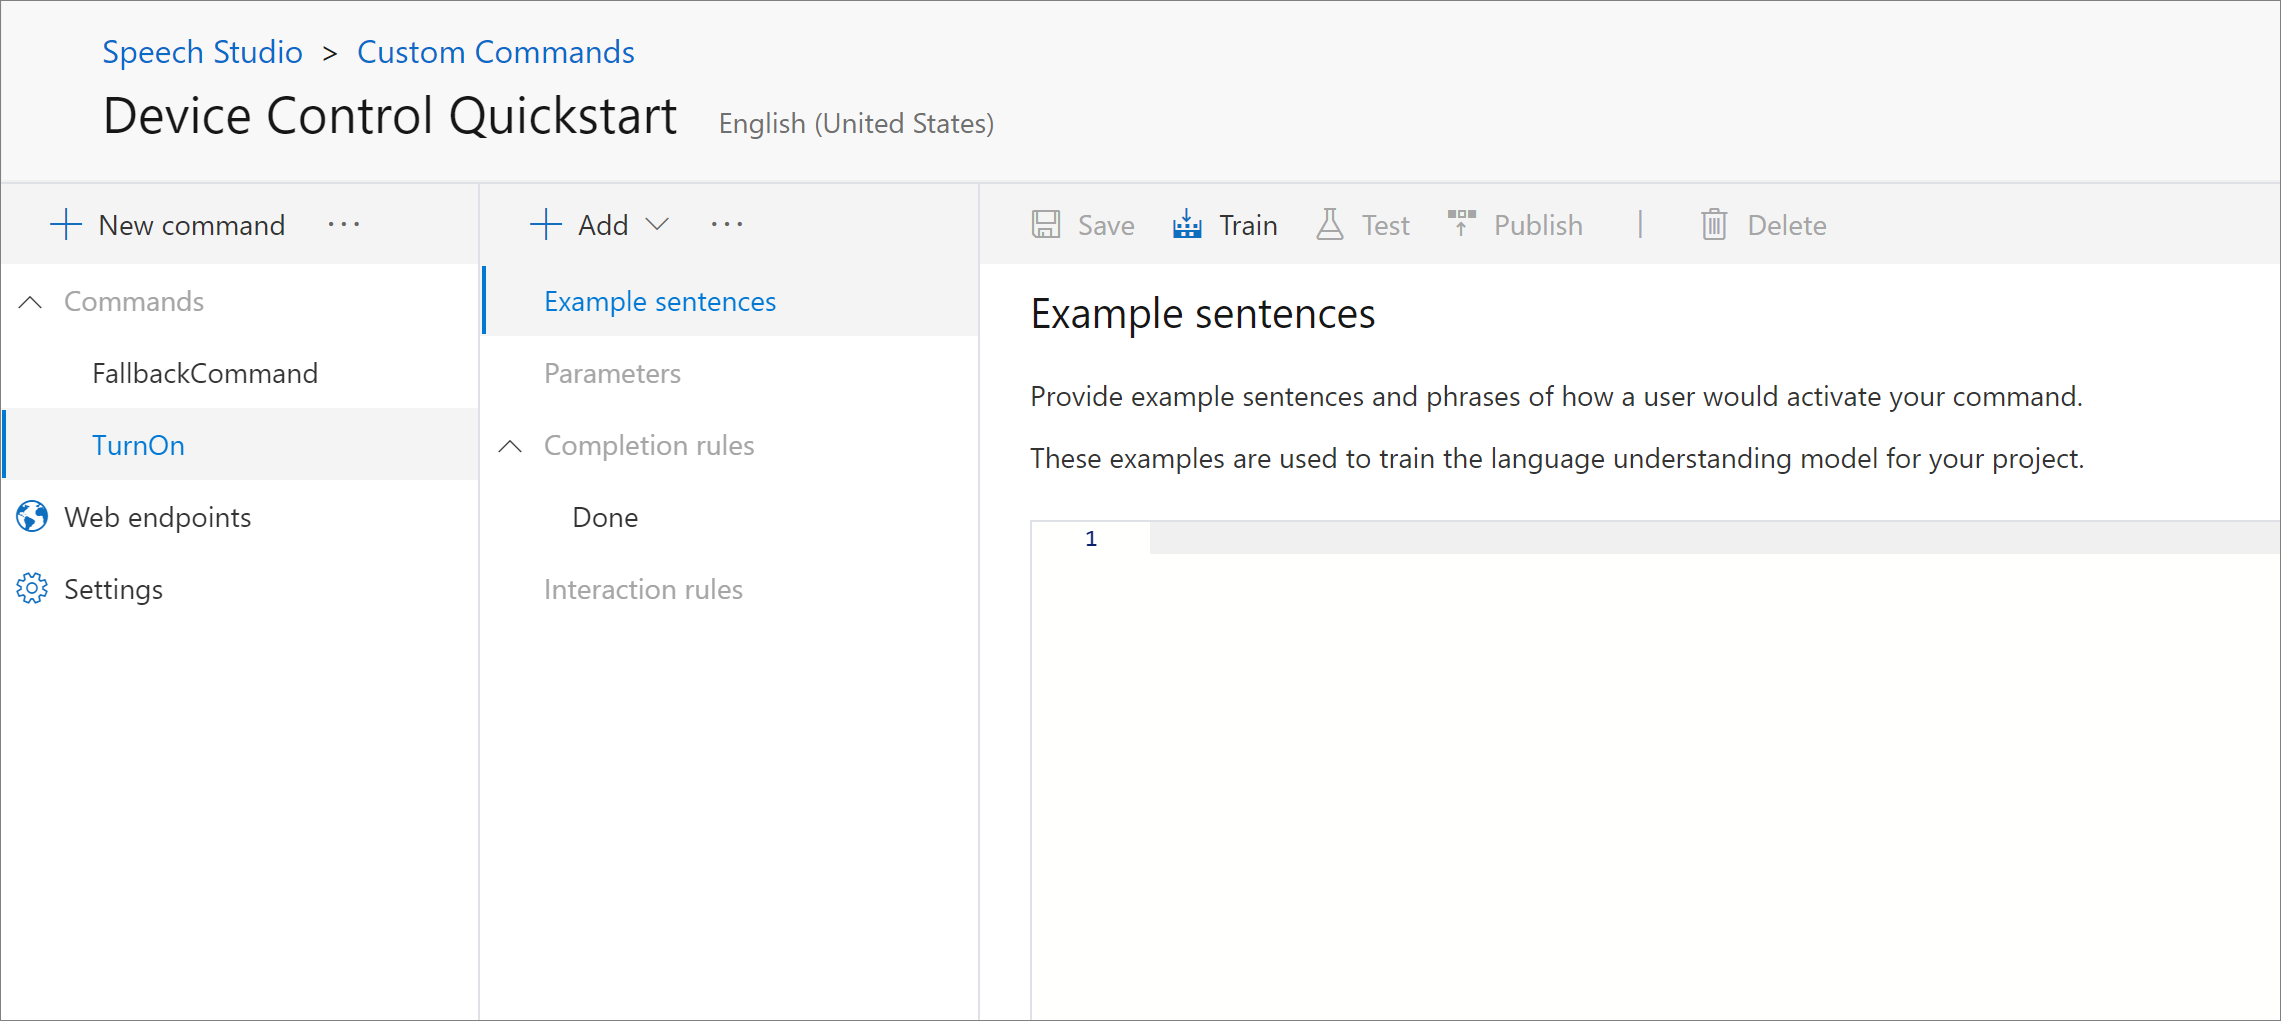 Speech Studio > Custom Commands
Device Control Quickstart English (United States)
New command ···
Commands
FallbackCommand
TurnOn
Web endpoints
Settings
Add ···
Example sentences
Parameters
Completion rules
Done
Interaction rules
Save Train Test Publish | Delete
Example sentences
Provide example sentences and phrases of how a user would activate your command.
These examples are used to train the language understanding model for your project.
1